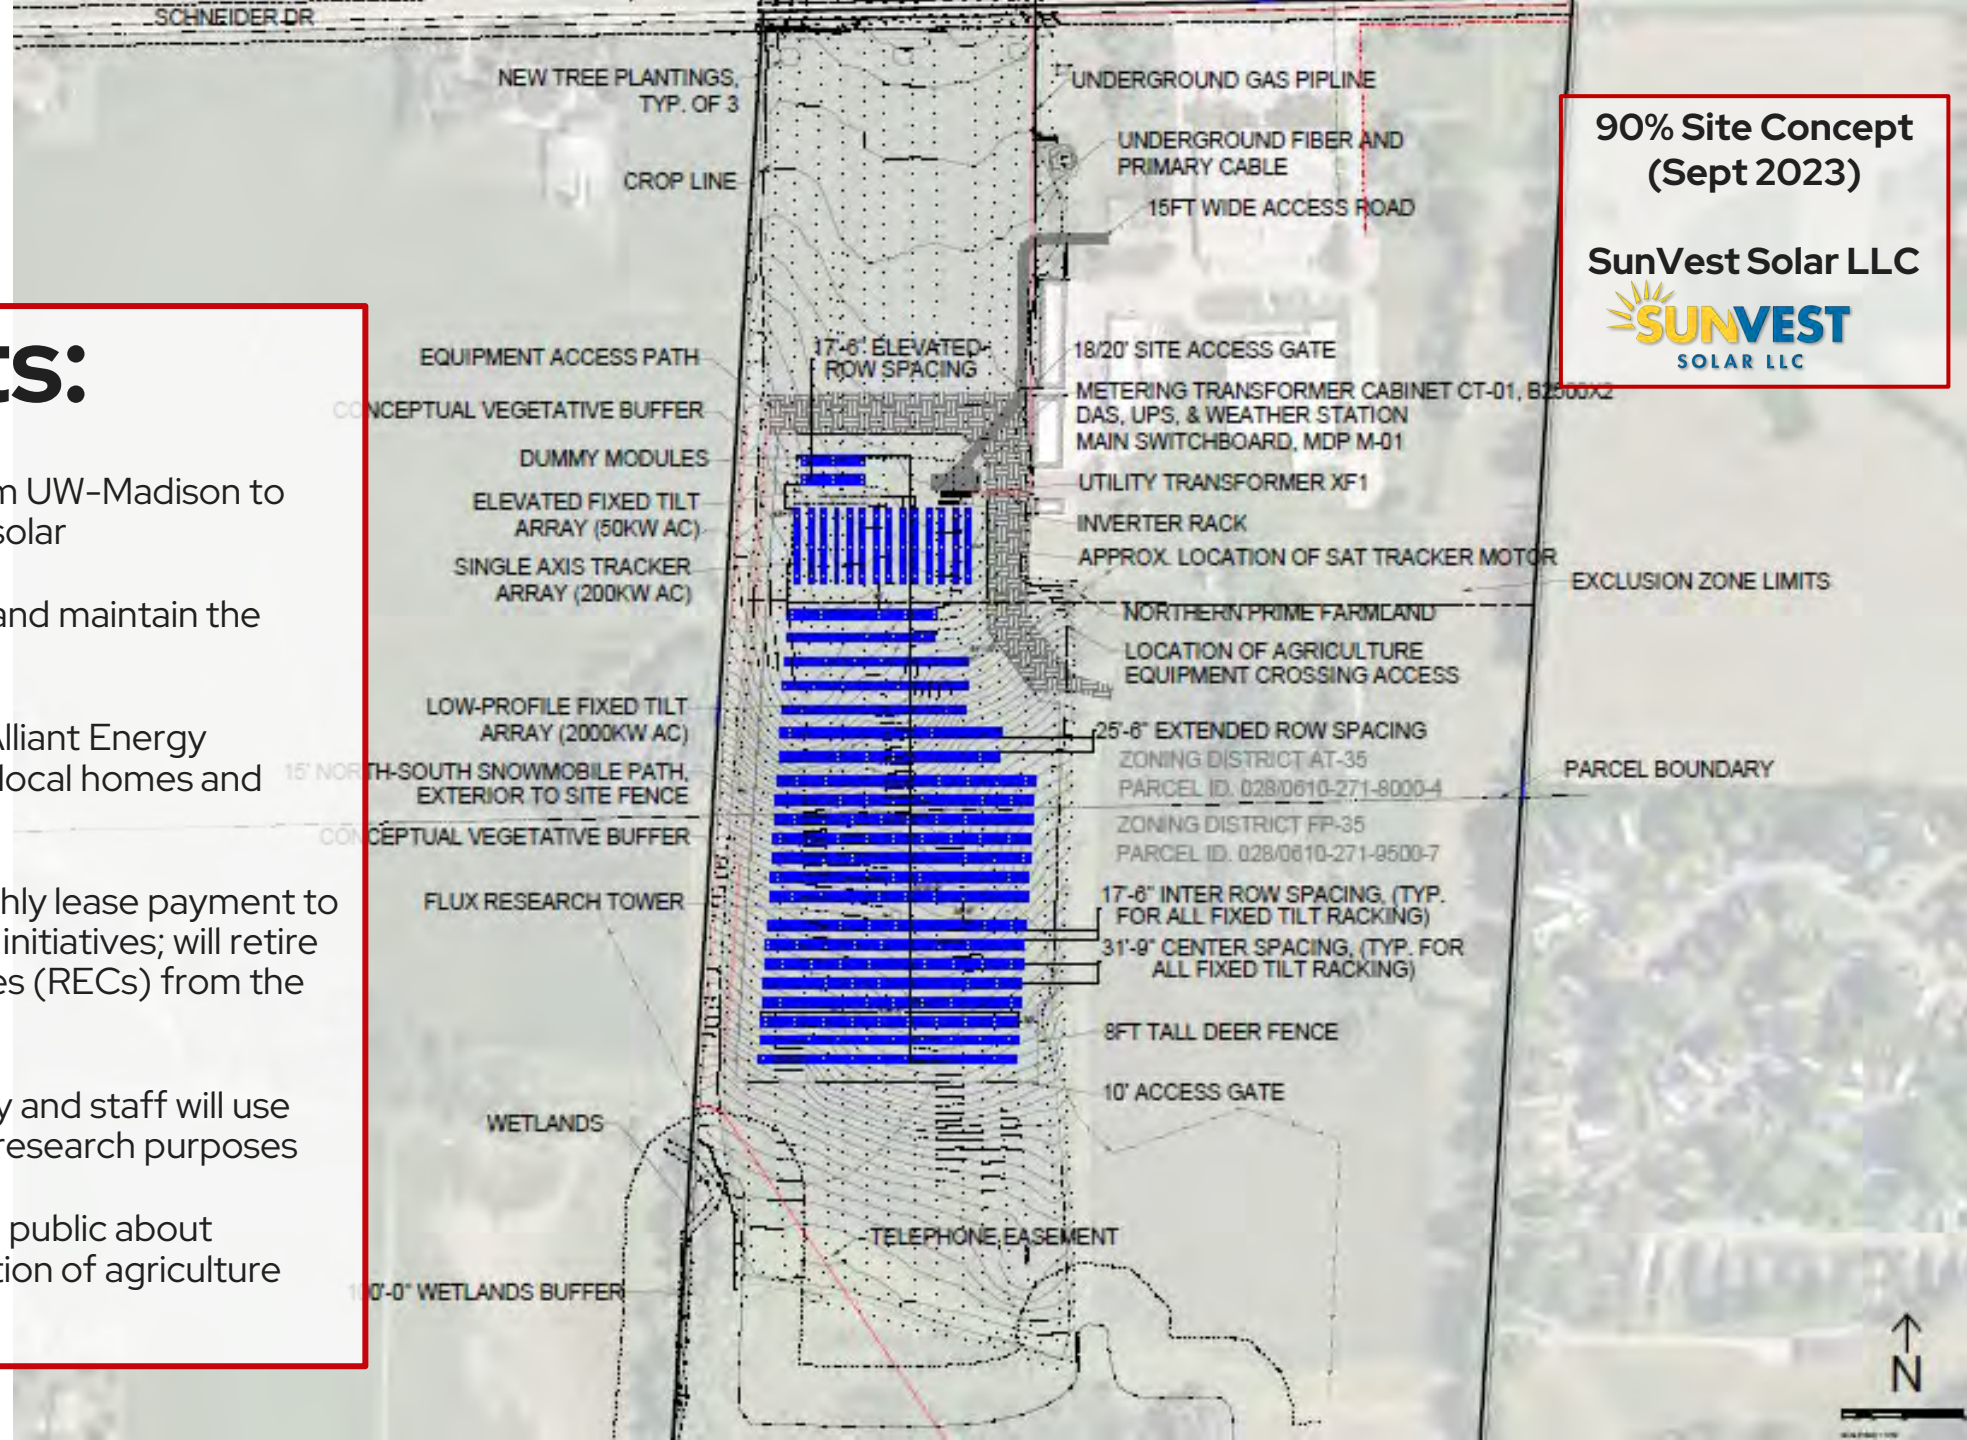 SCHNEIDER DR
NEW TREE PLANTINGS,
TYP. OF 3
CROP LINE
UNDERGROUND GAS PIPLINE
UNDERGROUND FIBER AND
PRIMARY CABLE
15FT WIDE ACCESS ROAD
90% Site Concept
(Sept 2023)
SunVest Solar LLC
SUNVEST
SOLAR LLC
ts:
m UW-Madison to
solar
and maintain the
Alliant Energy
local homes and
hly lease payment to
initiatives; will retire
es (RECs) from the
y and staff will use
research purposes
public about
tion of agriculture
EQUIPMENT ACCESS PATH
CONCEPTUAL VEGETATIVE BUFFER
DUMMY MODULES
ELEVATED FIXED TILT
ARRAY (50KW AC)
SINGLE AXIS TRACKER
ARRAY (200KW AC)
LOW-PROFILE FIXED TILT
ARRAY (2000KW AC)
15' NORTH-SOUTH SNOWMOBILE PATH,
EXTERIOR TO SITE FENCE
CONCEPTUAL VEGETATIVE BUFFER
FLUX RESEARCH TOWER
WETLANDS
100'-0" WETLANDS BUFFER
17'-6" ELEVATED
ROW SPACING
18/20' SITE ACCESS GATE
METERING TRANSFORMER CABINET CT-01, B2500X2
DAS, UPS, & WEATHER STATION
MAIN SWITCHBOARD, MDP M-01
UTILITY TRANSFORMER XF1
INVERTER RACK
APPROX. LOCATION OF SAT TRACKER MOTOR
EXCLUSION ZONE LIMITS
NORTHERN PRIME FARMLAND
LOCATION OF AGRICULTURE
EQUIPMENT CROSSING ACCESS
25'-6" EXTENDED ROW SPACING
ZONING DISTRICT AT-35
PARCEL ID. 028/0610-271-8000-4
PARCEL BOUNDARY
ZONING DISTRICT FP-35
PARCEL ID. 028/0610-271-9500-7
17'-6" INTER ROW SPACING, (TYP.
FOR ALL FIXED TILT RACKING)
31'-9" CENTER SPACING, (TYP. FOR
ALL FIXED TILT RACKING)
8FT TALL DEER FENCE
10' ACCESS GATE
TELEPHONE EASEMENT
N